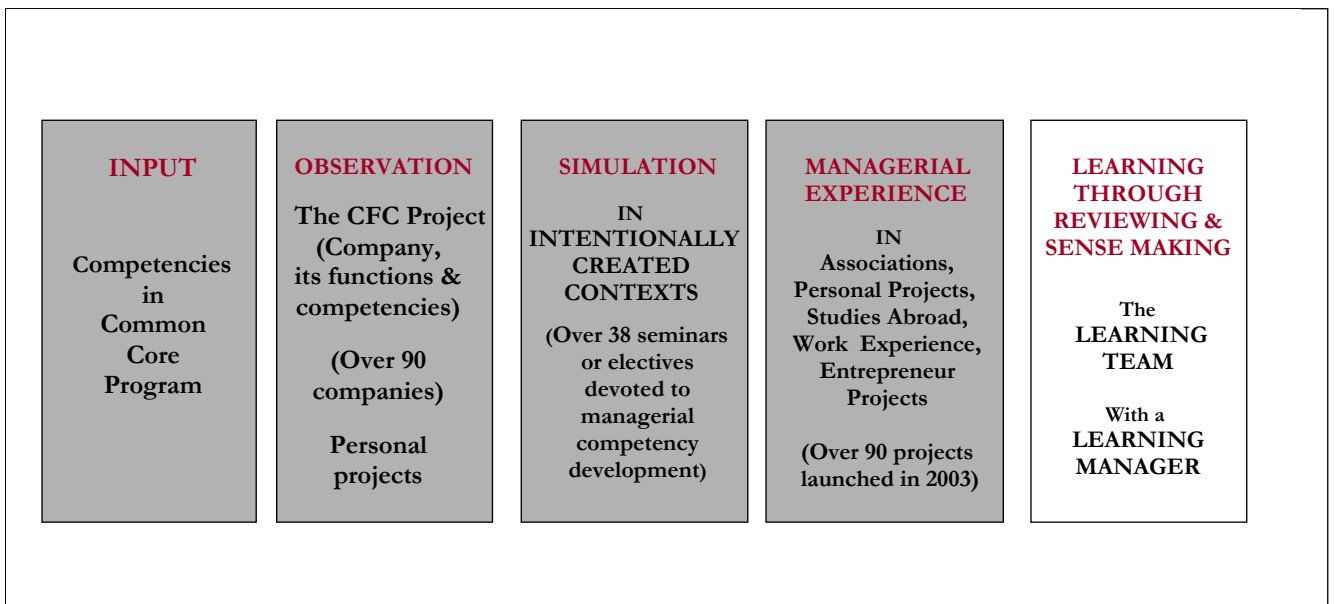 INPUT
Competencies
in
Common
Core
Program
OBSERVATION
The CFC Project
(Company,
its functions &
competencies)
(Over 90
companies)
Personal
projects
SIMULATION
IN
INTENTIONALLY
CREATED
CONTEXTS
(Over 38 seminars
or electives
devoted to
managerial
competency
development)
MANAGERIAL
EXPERIENCE
IN
Associations,
Personal Projects,
Studies Abroad,
Work Experience,
Entrepreneur
Projects
(Over 90 projects
launched in 2003)
LEARNING
THROUGH
REVIEWING &
SENSE MAKING
The
LEARNING
TEAM
With a
LEARNING
MANAGER